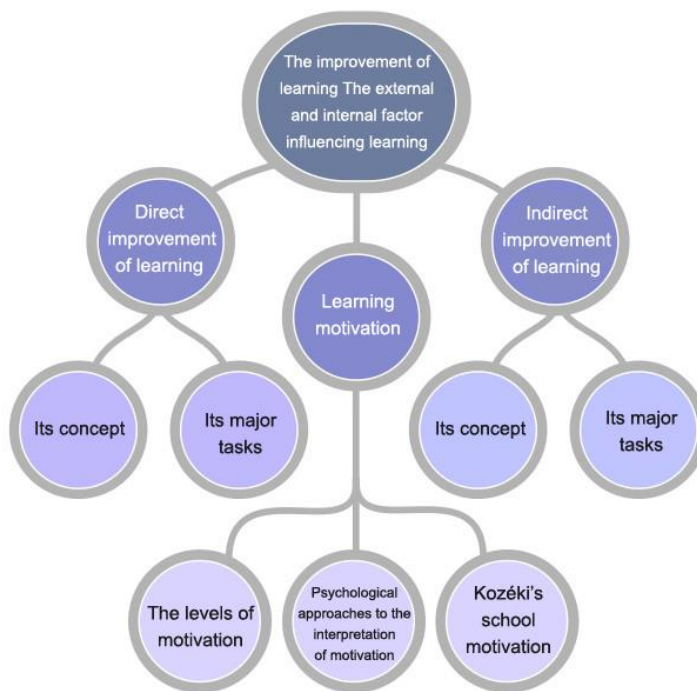 The improvement of
learning The external
and internal factor
influencing learning
Direct
improvement
of learning
Indirect
improvement
of learning
Learning
motivation
Its concept
Its major
tasks
Its concept
Its major
tasks
The levels of
motivation
Psychological
approaches to the
interpretation
of motivation
Kozéki's
school
motivation